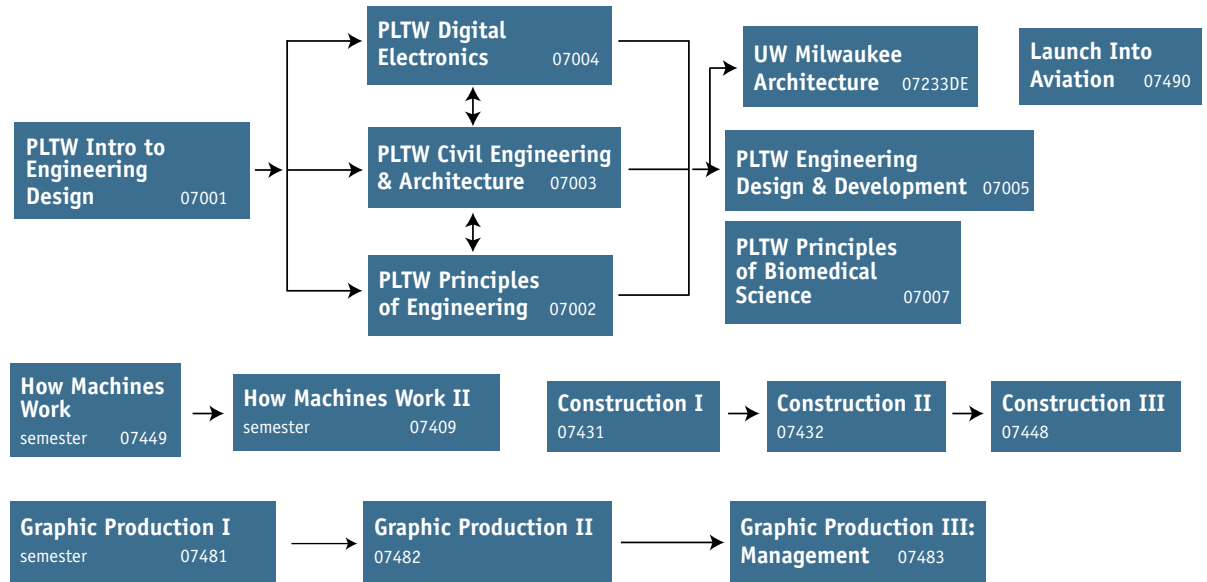 PLTW Digital
Electronics 07004
UW Milwaukee
Architecture 07233DE
Launch Into
Aviation 07490
PLTW Intro to
Engineering
Design 07001
PLTW Civil Engineering
& Architecture 07003
PLTW Engineering
Design & Development 07005
PLTW Principles
of Engineering 07002
PLTW Principles
of Biomedical
Science 07007
How Machines
Work
semester 07449
How Machines Work II
semester 07409
Construction I
07431
Construction II
07432
Construction III
07448
Graphic Production I
semester 07481
Graphic Production II
07482
Graphic Production III:
Management 07483